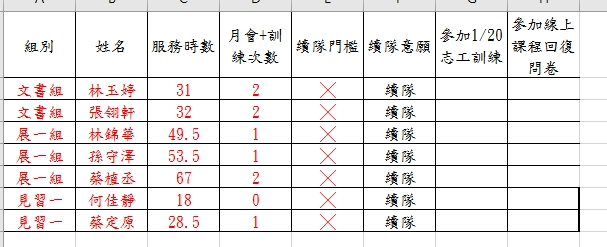 A B C D E F G H
組別 姓名 服務時數 月會+訓練次數 續隊門檻 續隊意願 參加1/20志工訓練 參加線上課程回復問卷
文書組 林玉婷 31 2 ╳ 續隊
文書組 張翎軒 32 2 ╳ 續隊
展一組 林錦華 49.5 1 ╳ 續隊
展一組 孫守澤 53.5 1 ╳ 續隊
展一組 蔡植丞 67 2 ╳ 續隊
見習一 何佳靜 18 0 ╳ 續隊
見習一 蔡定原 28.5 1 ╳ 續隊